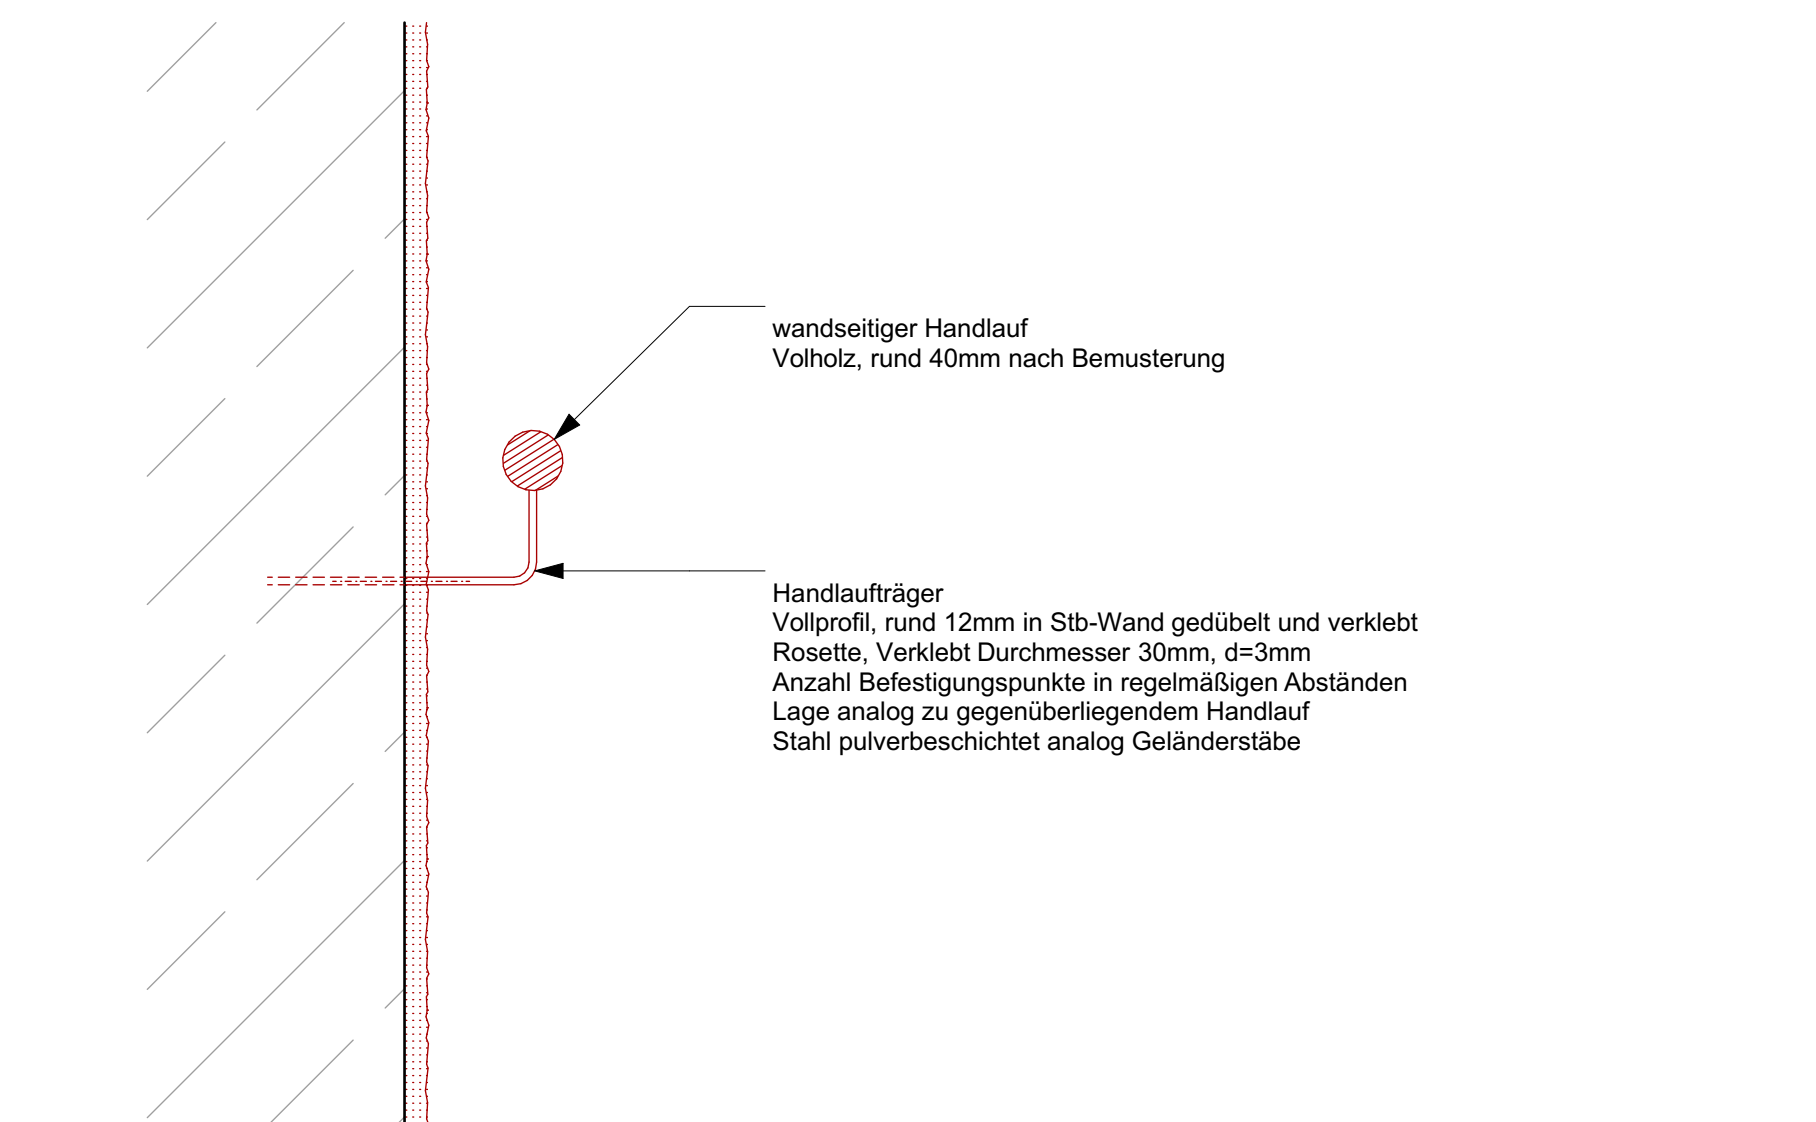 wandseitiger Handlauf
Volholz, rund 40mm nach Bemusterung
Handlaufträger
Vollprofil, rund 12mm in Stb-Wand gedübelt und verklebt
Rosette, Verklebt Durchmesser 30mm, d=3mm
Anzahl Befestigungspunkte in regelmäßigen Abständen
Lage analog zu gegenüberliegendem Handlauf
Stahl pulverbeschichtet analog Geländerstäbe